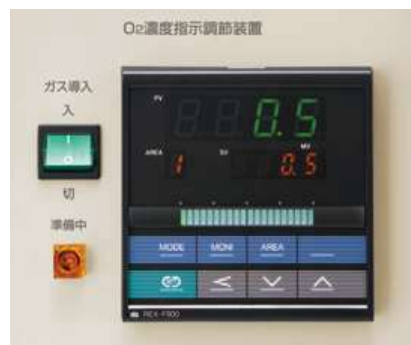 O2濃度指示調節装置
ガス導入
入
PV
0.5
AREA
1
SV
MV
0.5
切
準備中
MODE
MONI
AREA
REX-F900